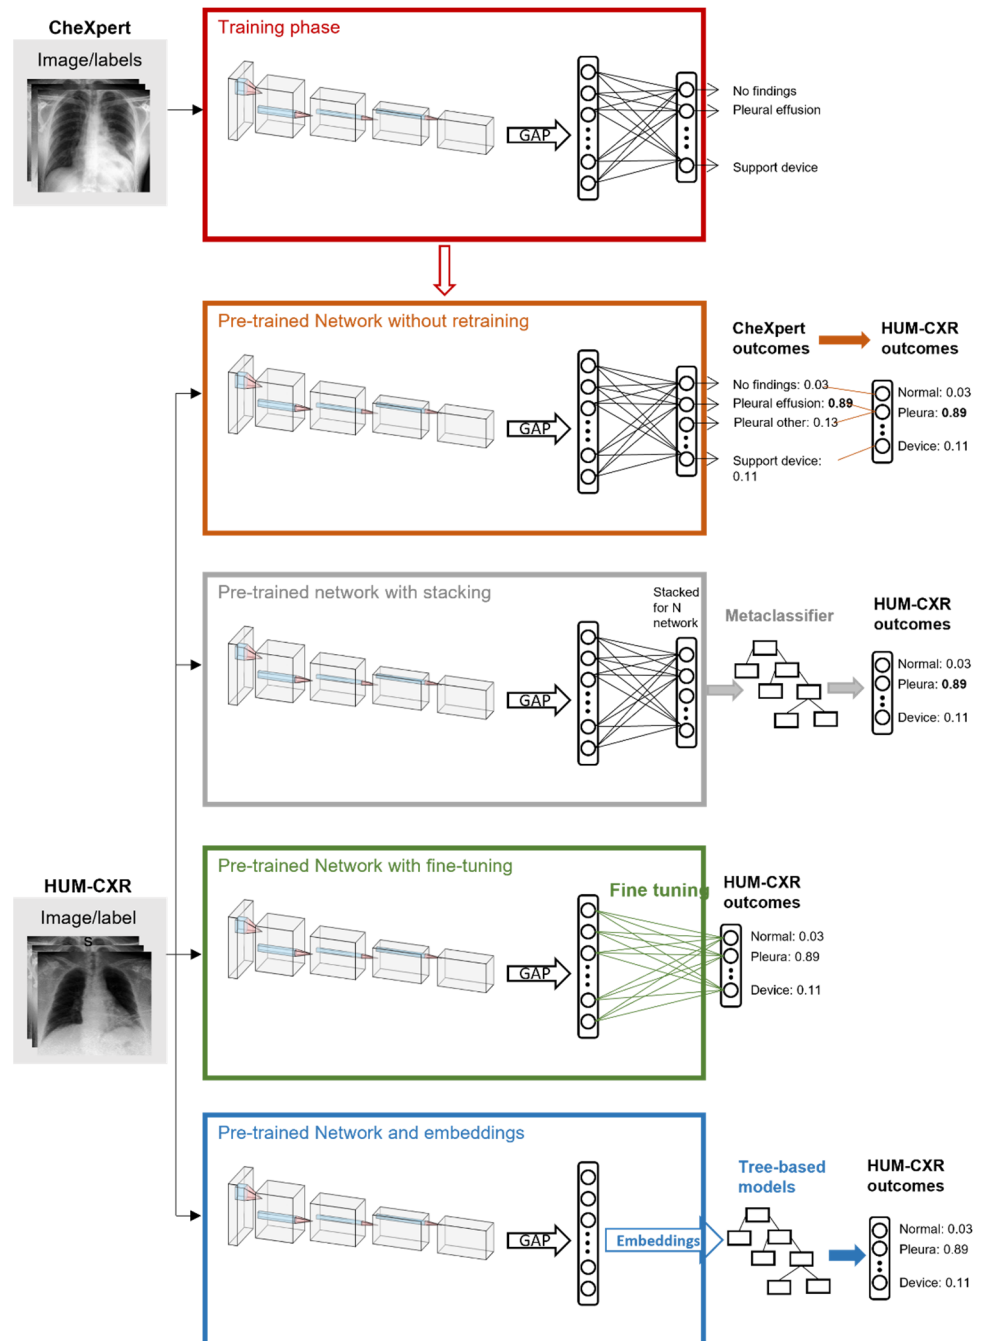 CheXpert
Image/labels
Training phase
GAP
No findings
Pleural effusion
Support device
Pre-trained Network without retraining
GAP
CheXpert
outcomes
HUM-CXR
outcomes
No findings: 0.03
Pleural effusion: 0.89
Pleural other: 0.13
Support device:
0.11
Normal: 0.03
Pleura: 0.89
Device: 0.11
Pre-trained network with stacking
GAP
Stacked
for N
network
Metaclassifier
HUM-CXR
outcomes
Normal: 0.03
Pleura: 0.89
Device: 0.11
HUM-CXR
Image/label
s
Pre-trained Network with fine-tuning
GAP
Fine tuning
HUM-CXR
outcomes
Normal: 0.03
Pleura: 0.89
Device: 0.11
Pre-trained Network and embeddings
GAP
Embeddings
Tree-based
models
HUM-CXR
outcomes
Normal: 0.03
Pleura: 0.89
Device: 0.11